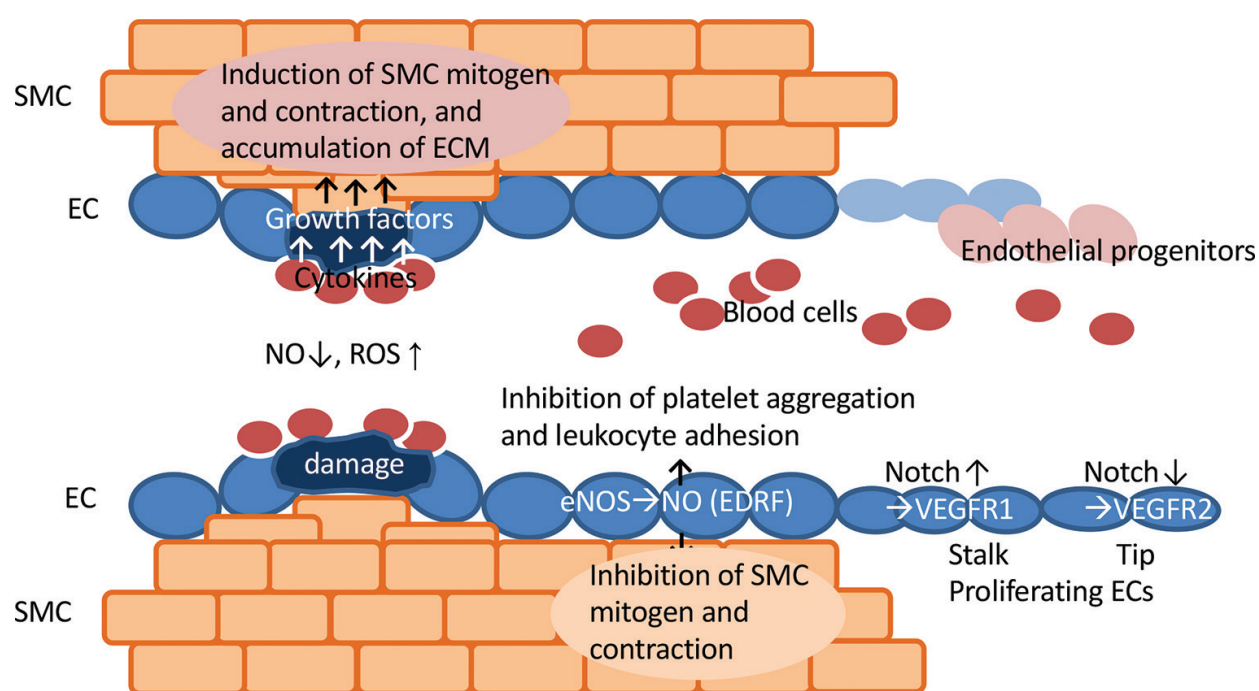 SMC
Induction of SMC mitogen
and contraction, and
accumulation of ECM
EC
Growth factors
Cytokines
Endothelial progenitors
Blood cells
NO↓, ROS ↑
Inhibition of platelet aggregation
and leukocyte adhesion
damage
EC
eNOS→NO (EDRF)
Notch ↑
→VEGFR1
Notch ↓
→VEGFR2
Stalk
Tip
Proliferating ECs
SMC
Inhibition of SMC
mitogen and
contraction